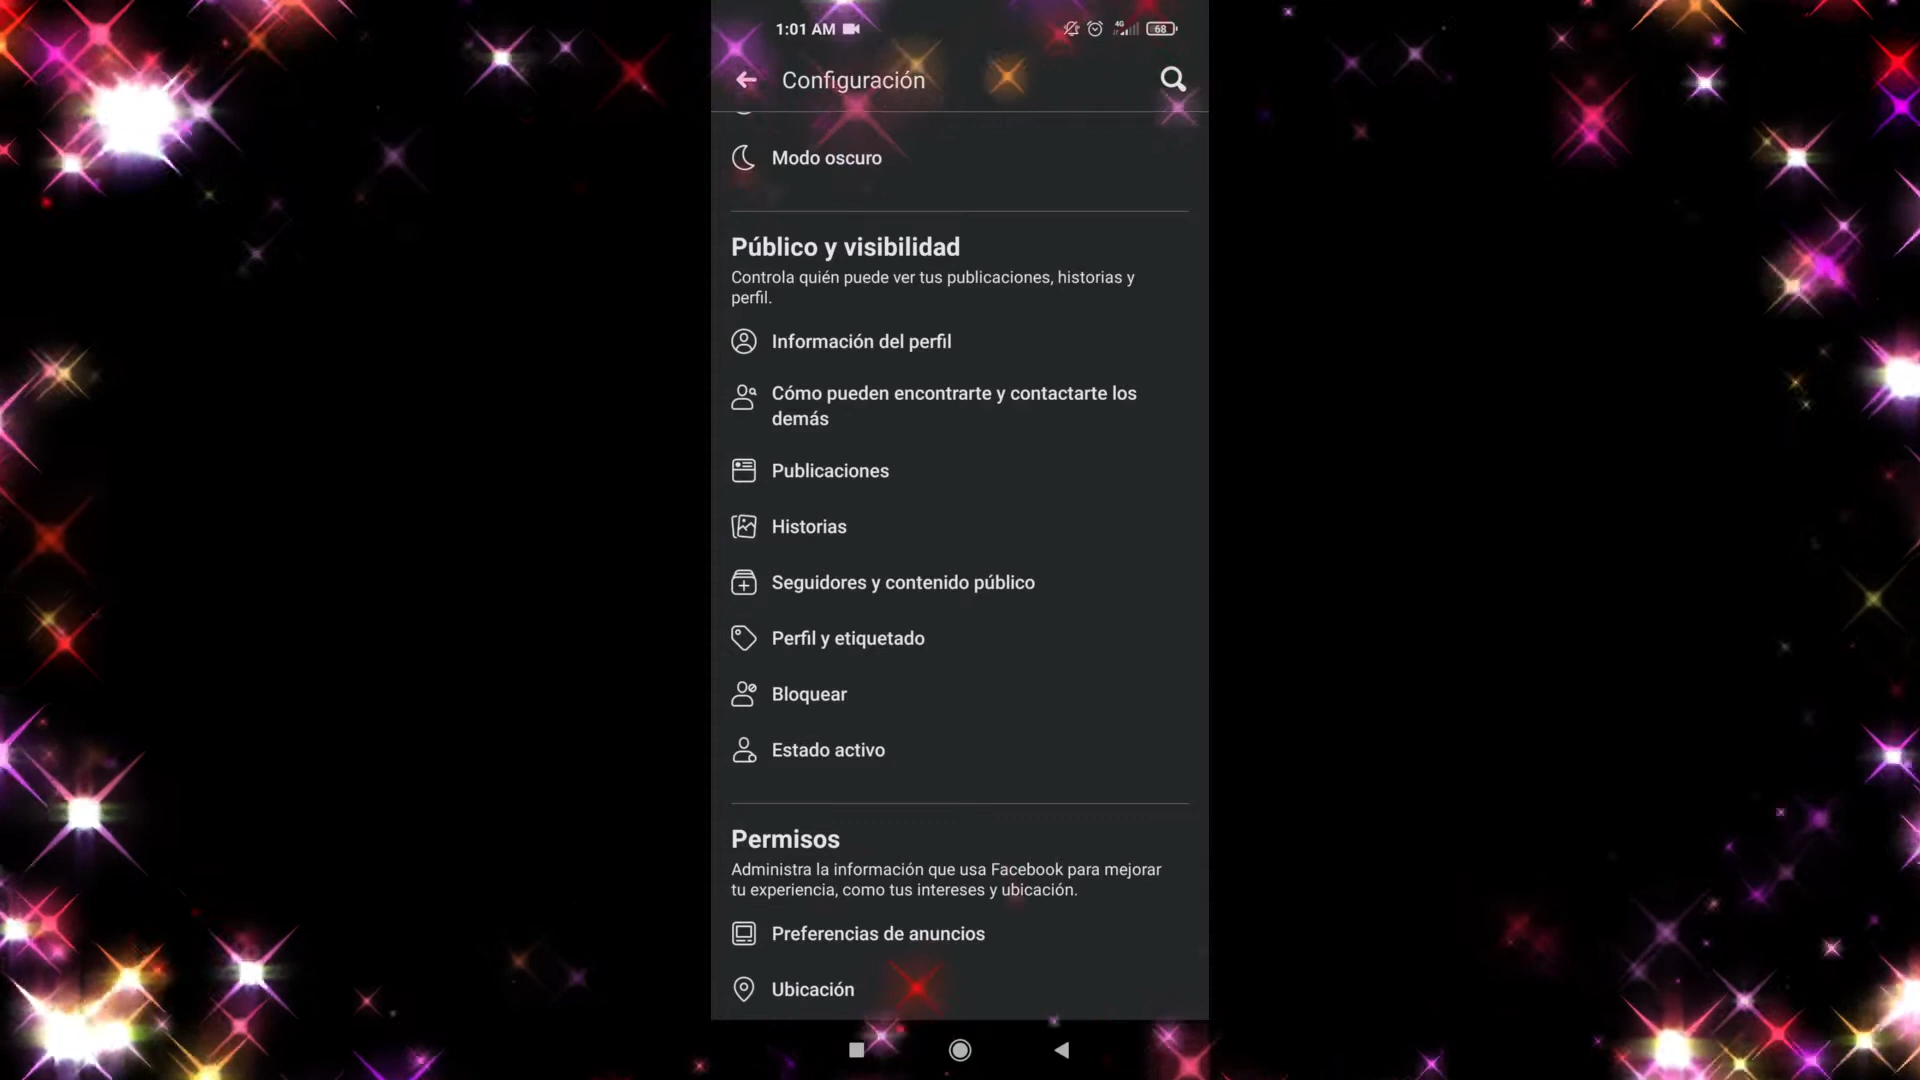 1:01 AM
4G
68
Configuración
Modo oscuro
Público y visibilidad
Controla quién puede ver tus publicaciones, historias y
perfil.
Información del perfil
Cómo pueden encontrarte y contactarte los
demás
Publicaciones
Historias
Seguidores y contenido público
Perfil y etiquetado
Bloquear
Estado activo
Permisos
Administra la información que usa Facebook para mejorar
tu experiencia, como tus intereses y ubicación.
Preferencias de anuncios
Ubicación